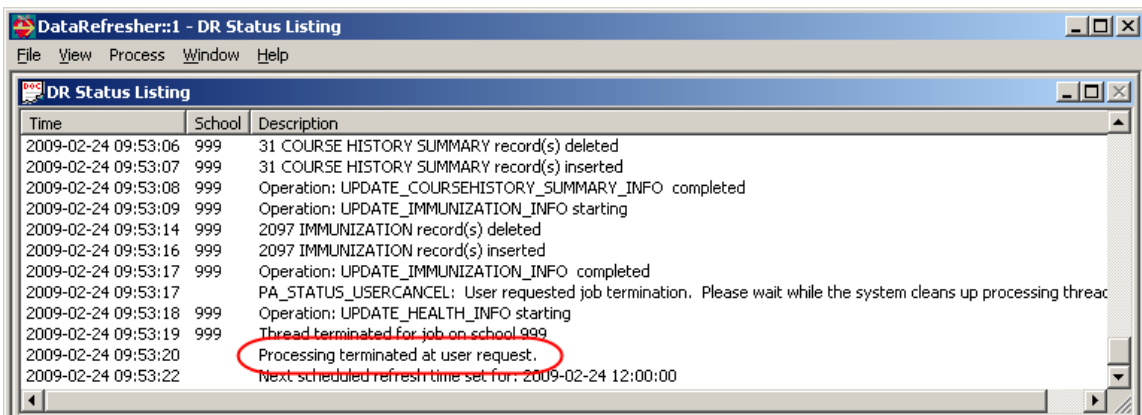 DataRefresher::1 - DR Status Listing
File View Process Window Help
DR Status Listing
Time School Description
2009-02-24 09:53:06 999 31 COURSE HISTORY SUMMARY record(s) deleted
2009-02-24 09:53:07 999 31 COURSE HISTORY SUMMARY record(s) inserted
2009-02-24 09:53:08 999 Operation: UPDATE_COURSEHISTORY_SUMMARY_INFO completed
2009-02-24 09:53:09 999 Operation: UPDATE_IMMUNIZATION_INFO starting
2009-02-24 09:53:14 999 2097 IMMUNIZATION record(s) deleted
2009-02-24 09:53:16 999 2097 IMMUNIZATION record(s) inserted
2009-02-24 09:53:17 999 Operation: UPDATE_IMMUNIZATION_INFO completed
2009-02-24 09:53:17 PA_STATUS_USERCANCEL: User requested job termination. Please wait while the system cleans up processing threac
2009-02-24 09:53:18 999 Operation: UPDATE_HEALTH_INFO starting
2009-02-24 09:53:19 999 Thread terminated for job on school 999
2009-02-24 09:53:20 Processing terminated at user request.
2009-02-24 09:53:22 Next scheduled refresh time set for: 2009-02-24 12:00:00